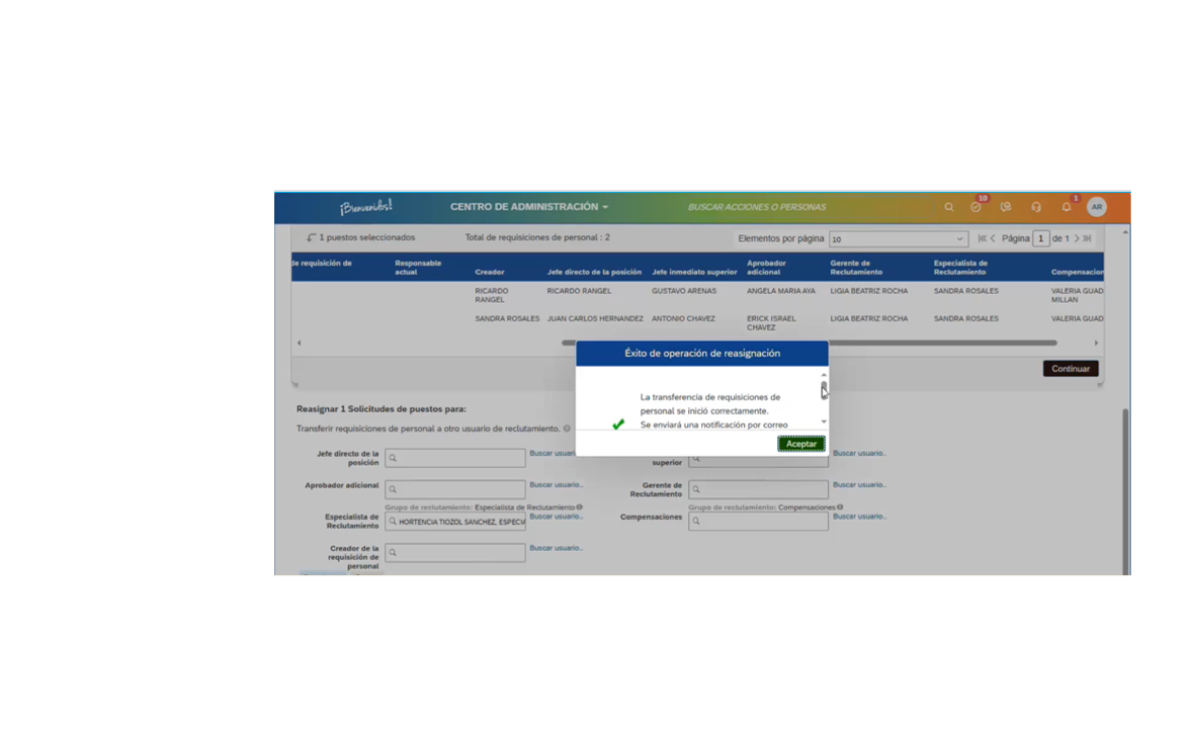 ¡Bienvenidos!
CENTRO DE ADMINISTRACIÓN
BUSCAR ACCIONES O PERSONAS
10
1
AR
1 puestos seleccionados
Total de requisiciones de personal : 2
Elementos por página 10
Página 1 de 1
de requisición de
Responsable actual
Creador
Jefe directo de la posición
Jefe inmediato superior
Aprobador adicional
Gerente de Reclutamiento
Especialista de Reclutamiento
Compensacion
RICARDO RANGEL
RICARDO RANGEL
GUSTAVO ARENAS
ANGELA MARIA AYA
LIGIA BEATRIZ ROCHA
SANDRA ROSALES
VALERIA GUAD
MILLAN
SANDRA ROSALES
JUAN CARLOS HERNANDEZ
ANTONIO CHAVEZ
ERICK ISRAEL CHAVEZ
LIGIA BEATRIZ ROCHA
SANDRA ROSALES
VALERIA GUAD
Continuar
Éxito de operación de reasignación
La transferencia de requisiciones de
personal se inició correctamente.
Se enviará una notificación por correo
Aceptar
Reasignar 1 Solicitudes de puestos para:
Transferir requisiciones de personal a otro usuario de reclutamiento.
Jefe directo de la posición
Buscar usuari
superior
Buscar usuario..
Aprobador adicional
Buscar usuario..
Gerente de Reclutamiento
Buscar usuario..
Grupo de reclutamiento: Especialista de Reclutamiento
Grupo de reclutamiento: Compensaciones
Especialista de Reclutamiento
HORTENCIA TIOZOL SANCHEZ, ESPECIA
Buscar usuario..
Compensaciones
Buscar usuario..
Creador de la requisición de personal
Buscar usuario..